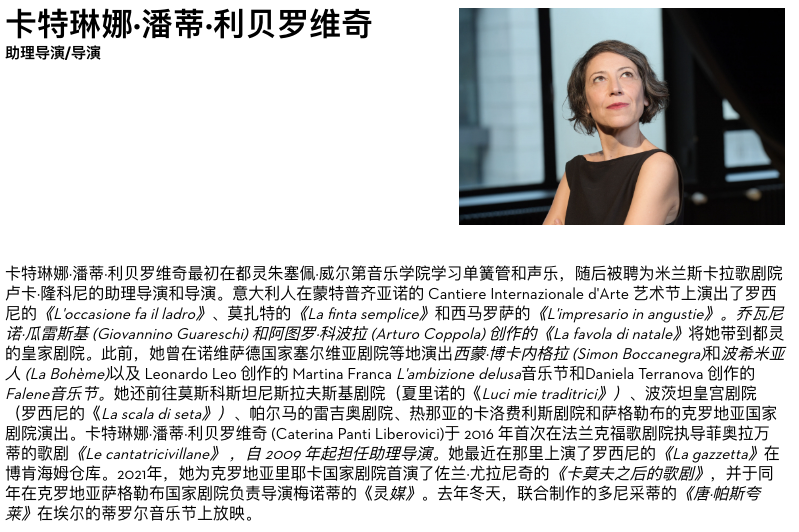 卡特琳娜·潘蒂·利贝罗维奇
助理导演/导演
卡特琳娜·潘蒂·利贝罗维奇最初在都灵朱塞佩·威尔第音乐学院学习单簧管和声乐，随后被聘为米兰斯卡拉歌剧院
卢卡·隆科尼的助理导演和导演。意大利人在蒙特普齐亚诺的 Cantiere Internazionale d'Arte 艺术节上演出了罗西
尼的《L'occasione fa il ladro》、莫扎特的《La finta semplice》和西马罗萨的《L'impresario in angustie》。乔瓦尼
诺·瓜雷斯基 (Giovannino Guareschi) 和阿图罗·科波拉 (Arturo Coppola) 创作的《La favola di natale》将她带到都灵
的皇家剧院。此前，她曾在诺维萨德国家塞尔维亚剧院等地演出西蒙·博卡内格拉 (Simon Boccanegra)和波希米亚
人 (La Bohème)以及 Leonardo Leo 创作的 Martina Franca L'ambizione delusa音乐节和Daniela Terranova 创作的
Falene音乐节。她还前往莫斯科斯坦尼斯拉夫斯基剧院（夏里诺的《Luci mie traditrici》）、波茨坦皇宫剧院
（罗西尼的《La scala di seta》）、帕尔马的雷吉奥剧院、热那亚的卡洛费利斯剧院和萨格勒布的克罗地亚国家
剧院演出。卡特琳娜·潘蒂·利贝罗维奇 (Caterina Panti Liberovici)于 2016 年首次在法兰克福歌剧院执导菲奥拉万
蒂的歌剧《Le cantatricivillane》 ，自 2009 年起担任助理导演。她最近在那里上演了罗西尼的《La gazzetta》在
博肯海姆仓库。2021年，她为克罗地亚里耶卡国家剧院首演了佐兰·尤拉尼奇的《卡莫夫之后的歌剧》，并于同
年在克罗地亚萨格勒布国家剧院负责导演梅诺蒂的《灵媒》。去年冬天，联合制作的多尼采蒂的《唐·帕斯夸
莱》在埃尔的蒂罗尔音乐节上放映。